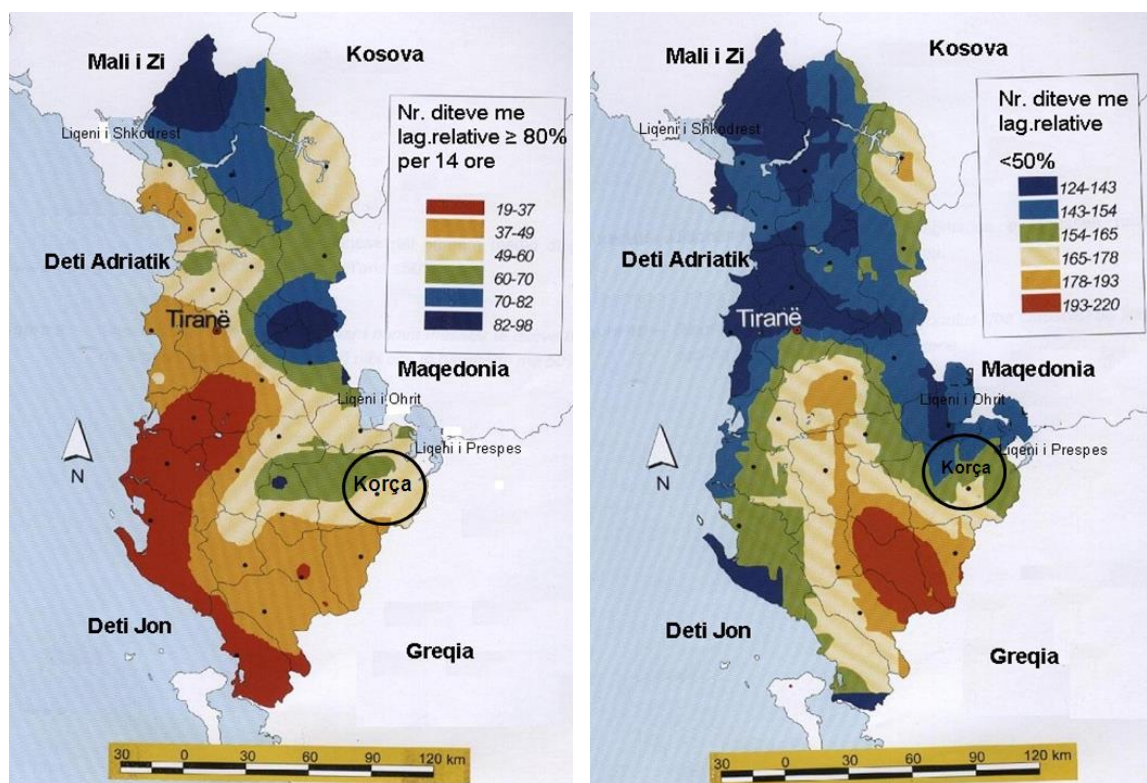 Mali i Zi
Kosova
Liqeni i Shkodrest
Nr. diteve me
lag.relative ≥ 80%
per 14 ore
19-37
37-49
49-60
60-70
70-82
82-98
Deti Adriatik
Tiranë
Maqedonia
Liqeni i Ohrit
Liqehi i Prespes
N
Korça
Deti Jon
Greqia
30 0 30 60 90 120 km
Mali i Zi
Kosova
Liqeni i Shkodrest
Nr. diteve me
lag.relative
<50%
124-143
143-154
154-165
165-178
178-193
193-220
Deti Adriatik
Tiranë
Maqedonia
Liqeni i Ohrit
Liqeni i Prespes
N
Korça
Deti Jon
Greqia
30 0 30 60 90 120 km